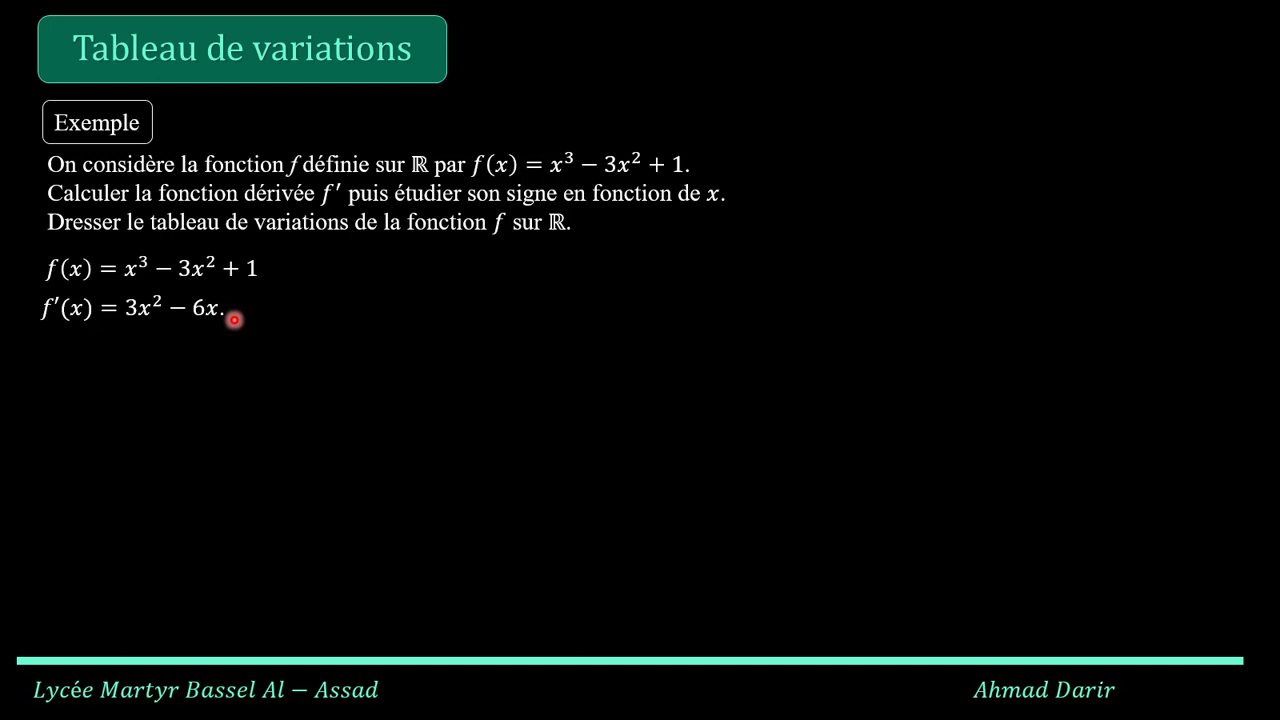 Tableau de variations
Exemple
On considère la fonction f définie sur ℝ par f(x) = x³ − 3x² + 1.
Calculer la fonction dérivée f′ puis étudier son signe en fonction de x.
Dresser le tableau de variations de la fonction f sur ℝ.
f(x) = x³ − 3x² + 1
f′(x) = 3x² − 6x.
Lycée Martyr Bassel Al − Assad
Ahmad Darir